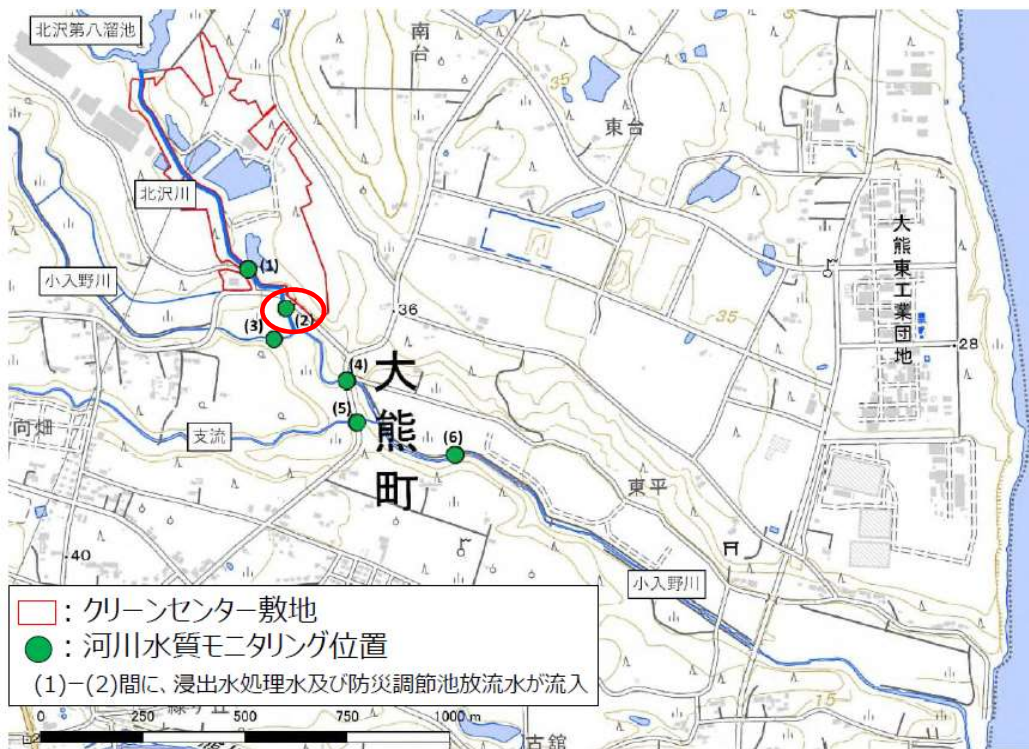 北沢第八溜池
南台
35
東台
北沢川
大熊東工業団地
小入野川
(1)
(2)
36
35
(3)
28
(4)
大熊町
(5)
向畑
支流
(6)
東平
40
小入野川
：クリーンセンター敷地
：河川水質モニタリング位置
(1)－(2)間に、浸出水処理水及び防災調節池放流水が流入
15
0 250 500 750 1000 m
古舘